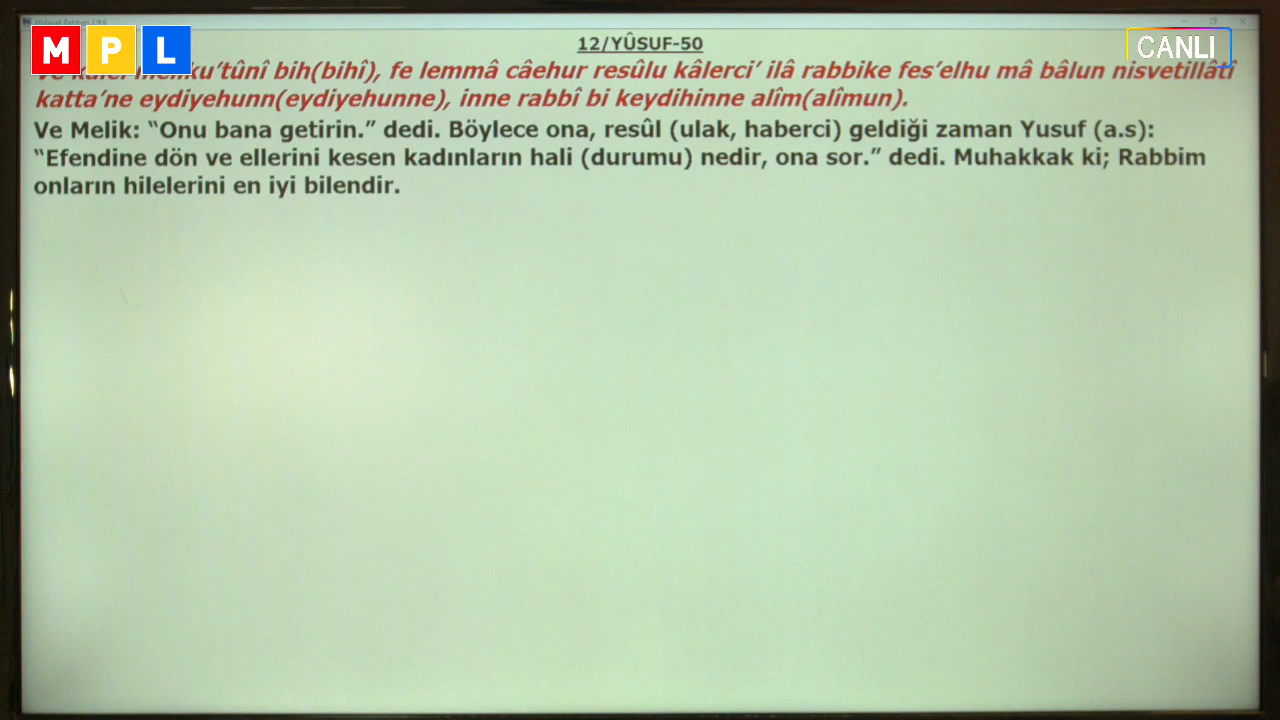 MPL
CANLI
12/YÛSUF-50
meliku’tûnî bih(bihî), fe lemmâ câehur resûlu kâlerci’ ilâ rabbike fes’elhu mâ bâlun nisvetillâtî
katta’ne eydiyehunn(eydiyehunne), inne rabbî bi keydihinne alîm(alîmun).
Ve Melik: “Onu bana getirin.” dedi. Böylece ona, resûl (ulak, haberci) geldiği zaman Yusuf (a.s):
“Efendine dön ve ellerini kesen kadınların hali (durumu) nedir, ona sor.” dedi. Muhakkak ki; Rabbim
onların hilelerini en iyi bilendir.